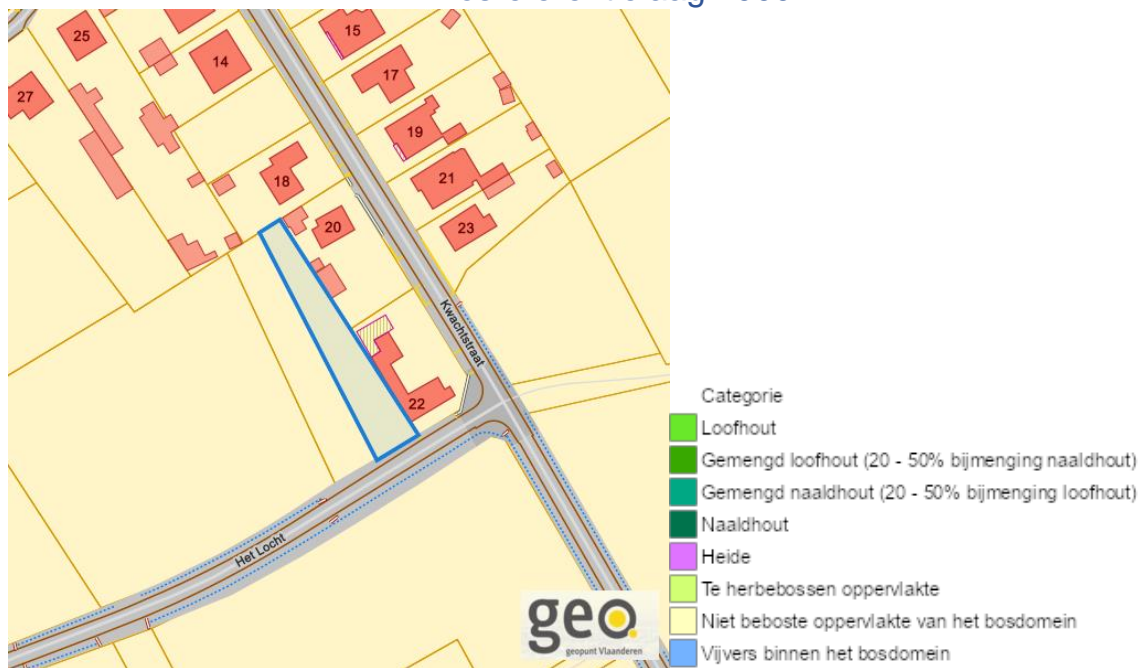 25
15
14
17
27
19
18
21
20
23
Kwachtstraat
22
Het Locht
geo
geopunt Vlaanderen
Categorie
Loofhout
Gemengd loofhout (20 - 50% bijmenging naaldhout)
Gemengd naaldhout (20 - 50% bijmenging loofhout)
Naaldhout
Heide
Te herbebossen oppervlakte
Niet beboste oppervlakte van het bosdomein
Vijvers binnen het bosdomein